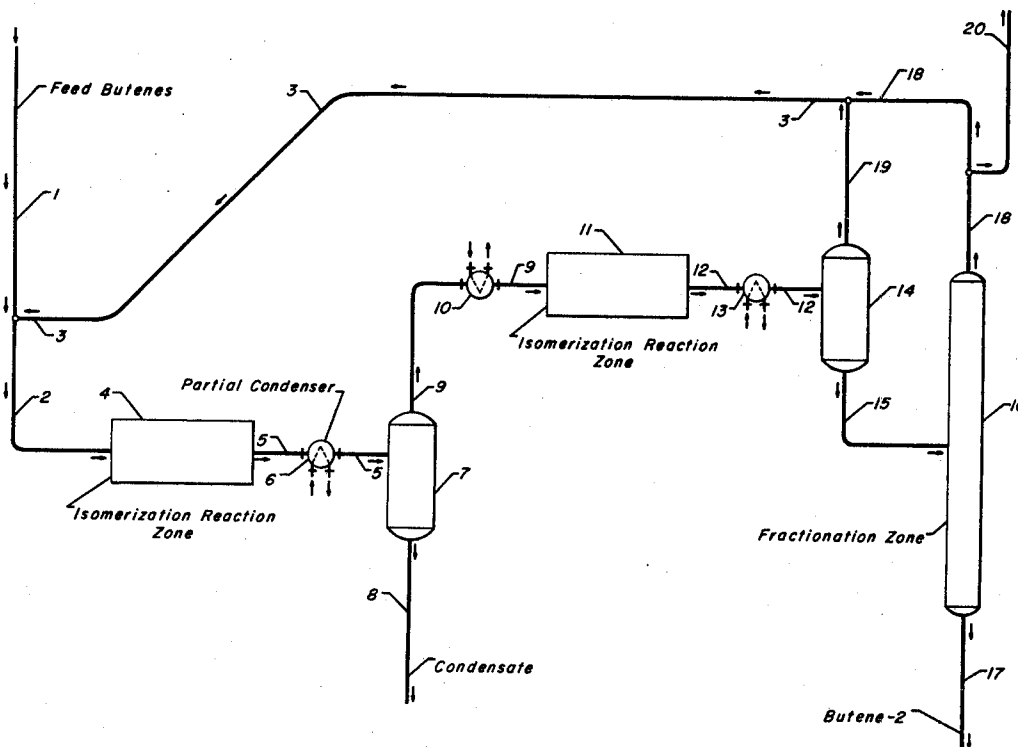 20
18
3
Feed Butenes
3
19
1
18
11
9
12
14
10
13
12
3
Isomerization Reaction
Zone
Partial Condenser
4
9
2
15
5
6
5
7
Isomerization Reaction
Zone
Fractionation Zone
8
Condensate
17
Butene-2